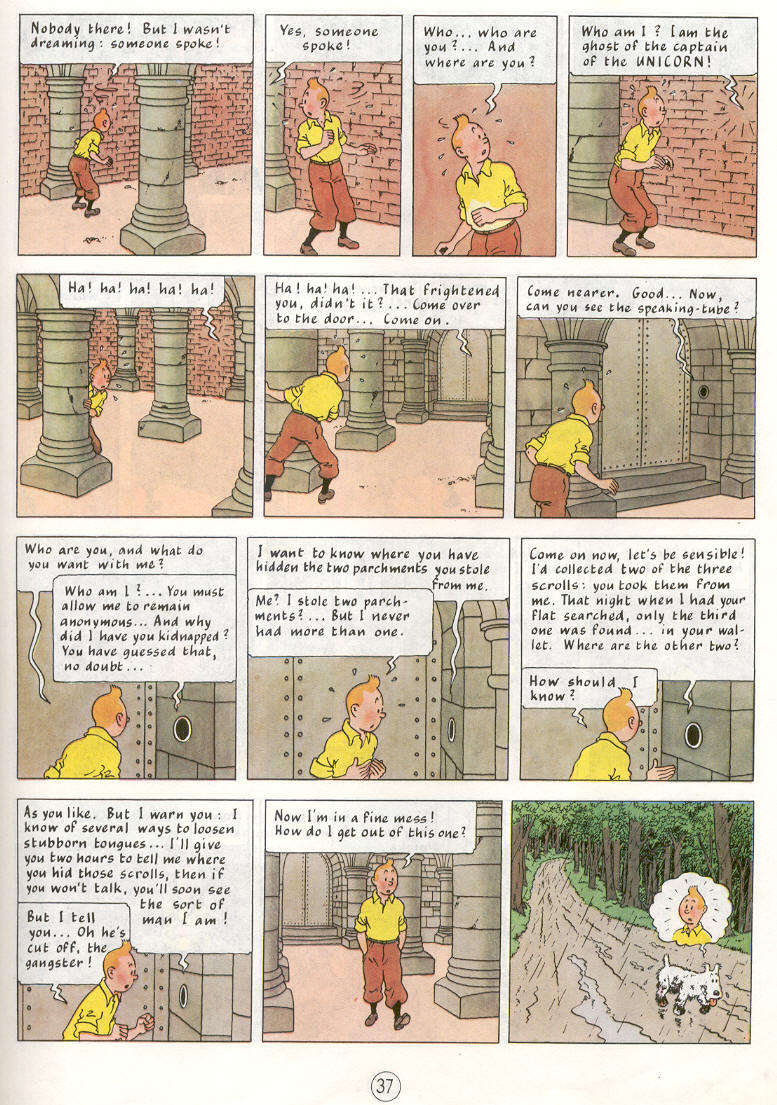 Nobody there! But I wasn't
dreaming: someone spoke!
Yes, someone
spoke!
Who... who are
you?... And
where are you?
Who am I? I am the
ghost of the captain
of the UNICORN!
Ha! ha! ha! ha! ha!
Ha! ha! ha!... That frightened
you, didn't it?... Come over
to the door... Come on.
Come nearer. Good... Now,
can you see the speaking-tube?
Who are you, and what do
you want with me?
Who am I?... You must
allow me to remain
anonymous... And why
did I have you kidnapped?
You have guessed that,
no doubt...
I want to know where you have
hidden the two parchments you stole
from me.
Me? I stole two parch-
ments?... But I never
had more than one.
Come on now, let's be sensible!
I'd collected two of the three
scrolls: you took them from
me. That night when I had your
flat searched, only the third
one was found... in your wal-
let. Where are the other two?
How should I
know?
As you like. But I warn you: I
know of several ways to loosen
stubborn tongues... I'll give
you two hours to tell me where
you hid those scrolls, then if
you won't talk, you'll soon see
the sort of
man I am!
But I tell
you... Oh he's
cut off, the
gangster!
Now I'm in a fine mess!
How do I get out of this one?
37